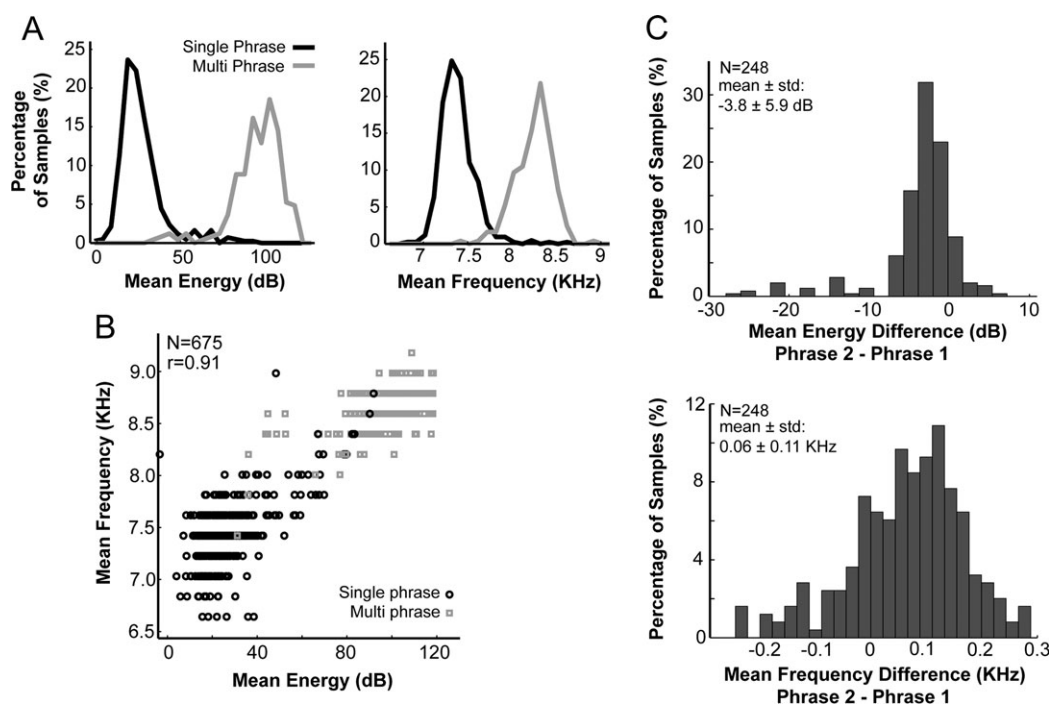 A
Single Phrase
Multi Phrase
Percentage
of Samples (%)
25
20
15
10
5
0
0
50
100
Mean Energy (dB)
25
20
15
10
5
0
7
7.5
8
8.5
9
Mean Frequency (KHz)
B
N=675
r=0.91
Mean Frequency (KHz)
9.0
8.5
8.0
7.5
7.0
6.5
Single phrase
Multi phrase
0
40
80
120
Mean Energy (dB)
C
N=248
mean ± std:
-3.8 ± 5.9 dB
Percentage of Samples (%)
30
20
10
0
-30
-20
-10
0
10
Mean Energy Difference (dB)
Phrase 2 - Phrase 1
N=248
mean ± std:
0.06 ± 0.11 KHz
Percentage of Samples (%)
12
8
4
0
-0.2
-0.1
0
0.1
0.2
0.3
Mean Frequency Difference (KHz)
Phrase 2 - Phrase 1